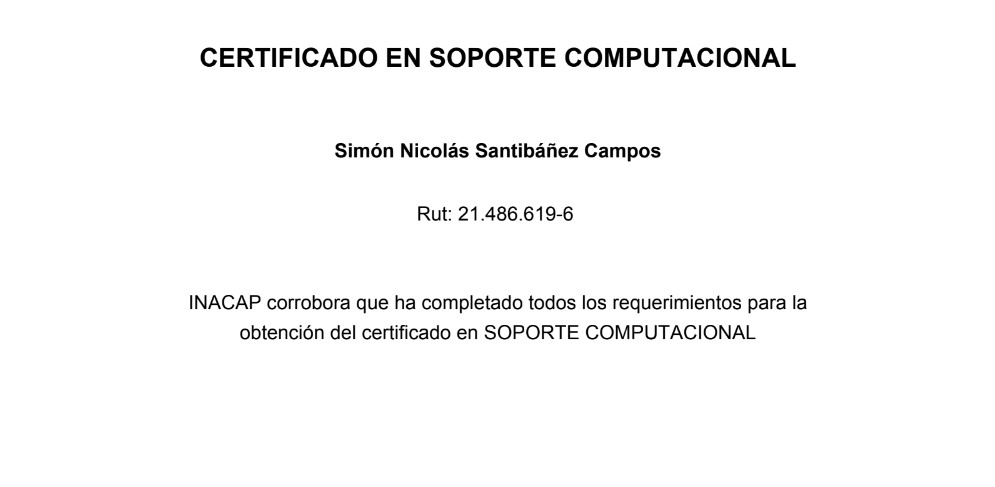 CERTIFICADO EN SOPORTE COMPUTACIONAL
Simón Nicolás Santibáñez Campos
Rut: 21.486.619-6
INACAP corrobora que ha completado todos los requerimientos para la
obtención del certificado en SOPORTE COMPUTACIONAL